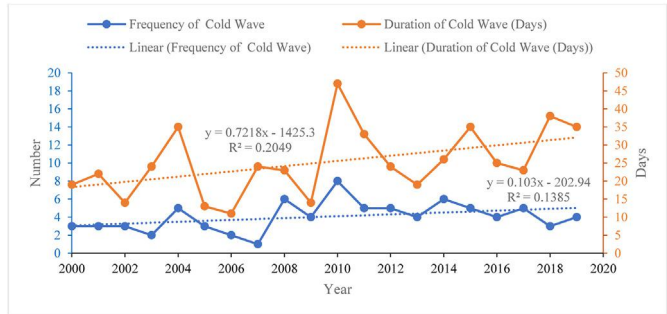 Frequency of Cold Wave
Duration of Cold Wave (Days)
Linear (Frequency of Cold Wave)
Linear (Duration of Cold Wave (Days))
20
18
16
14
12
10
8
6
4
2
0
Number
y = 0.7218x - 1425.3
R² = 0.2049
y = 0.103x - 202.94
R² = 0.1385
50
45
40
35
30
25
20
15
10
5
0
Days
2000 2002 2004 2006 2008 2010 2012 2014 2016 2018 2020
Year